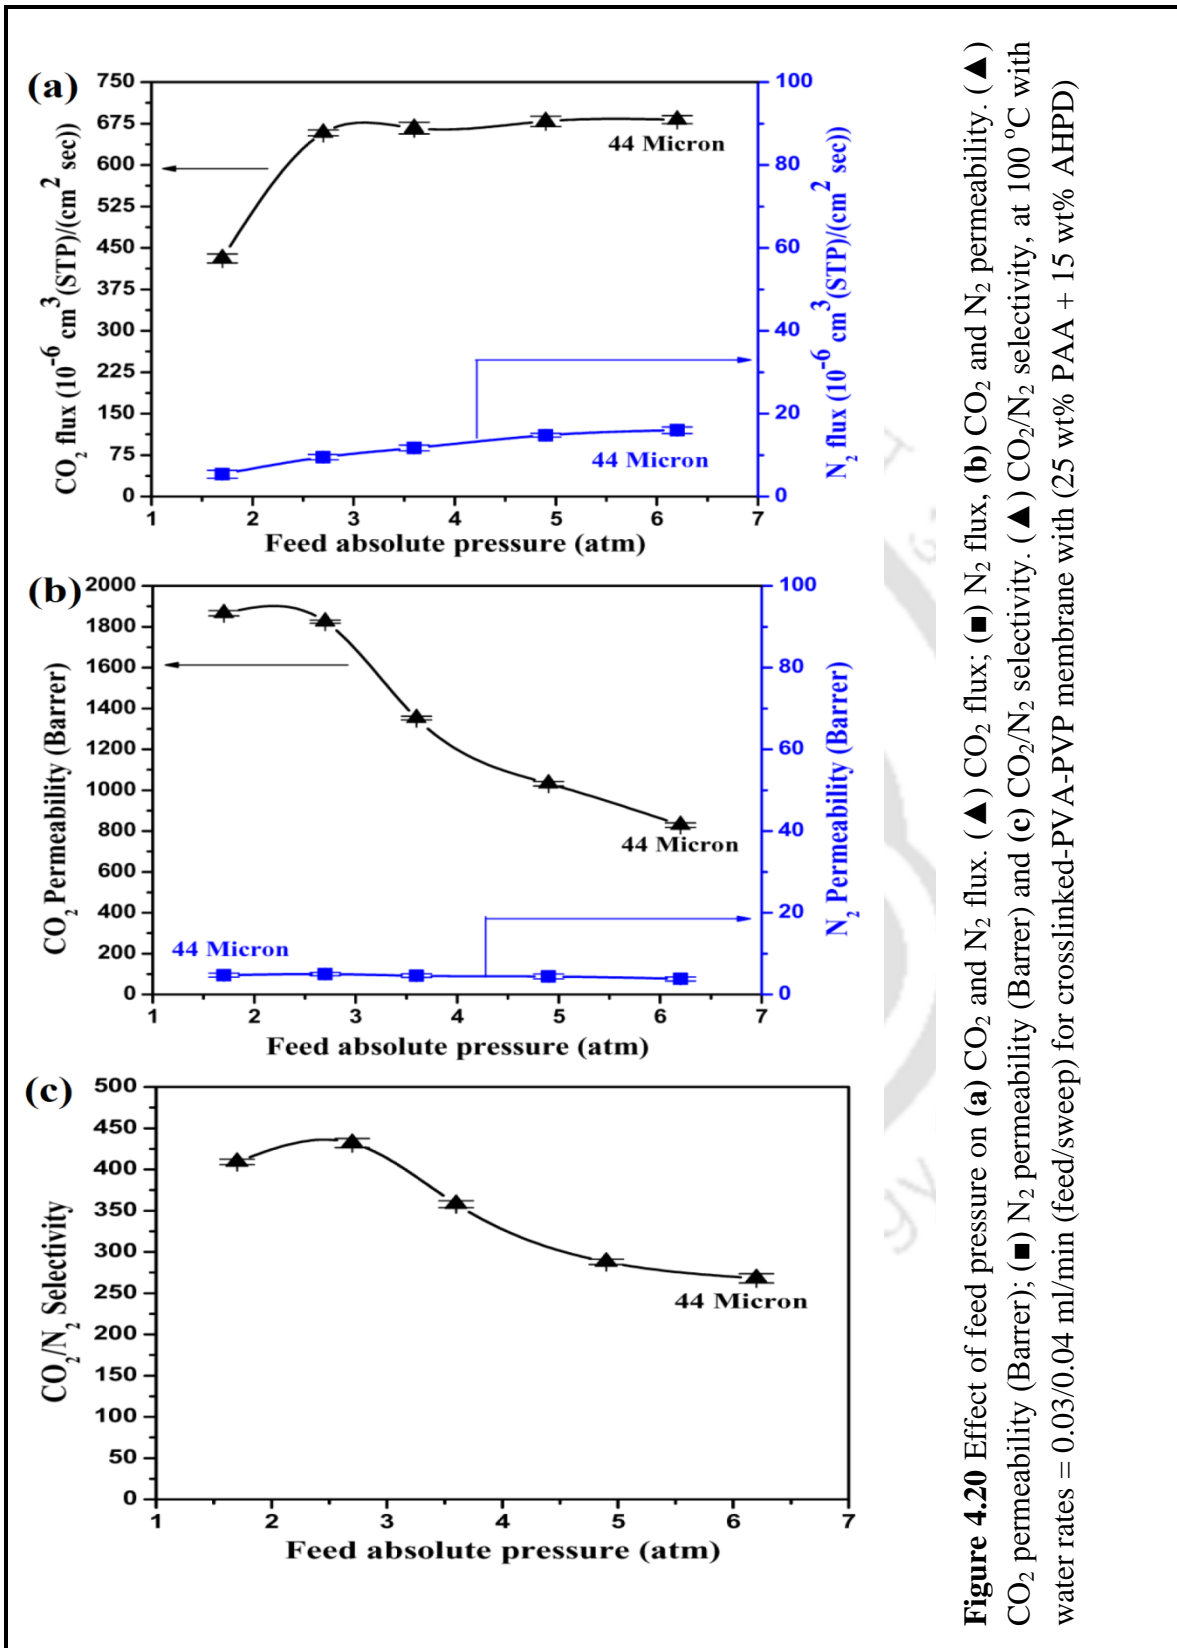 (a)
750
675
600
525
450
375
300
225
150
75
0
CO₂ flux (10⁻⁶ cm³(STP)/(cm² sec))
100
80
60
40
20
0
N₂ flux (10⁻⁶ cm³(STP)/(cm² sec))
44 Micron
44 Micron
1 2 3 4 5 6 7
Feed absolute pressure (atm)
(b)
2000
1800
1600
1400
1200
1000
800
600
400
200
0
CO₂ Permeability (Barrer)
100
80
60
40
20
0
N₂ Permeability (Barrer)
44 Micron
44 Micron
1 2 3 4 5 6 7
Feed absolute pressure (atm)
(c)
500
450
400
350
300
250
200
150
100
50
0
CO₂/N₂ Selectivity
44 Micron
1 2 3 4 5 6 7
Feed absolute pressure (atm)
Figure 4.20 Effect of feed pressure on (a) CO₂ and N₂ flux. (▲) CO₂ flux; (■) N₂ flux, (b) CO₂ and N₂ permeability. (▲)
CO₂ permeability (Barrer); (■) N₂ permeability (Barrer) and (c) CO₂/N₂ selectivity. (▲) CO₂/N₂ selectivity, at 100 °C with
water rates = 0.03/0.04 ml/min (feed/sweep) for crosslinked-PVA-PVP membrane with (25 wt% PAA + 15 wt% AHPD)